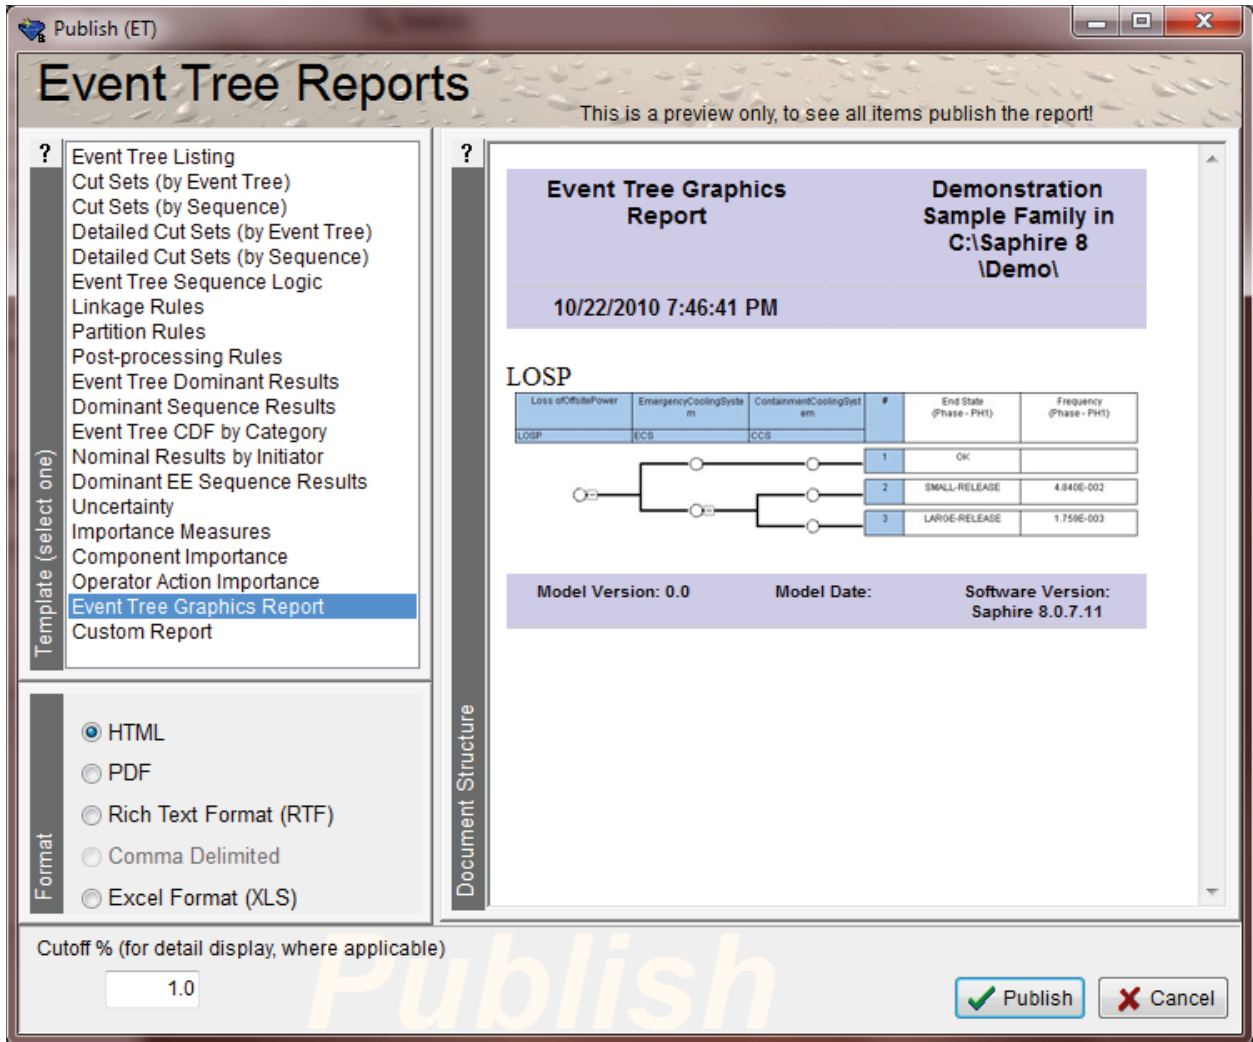 Publish (ET)
Event Tree Reports
This is a preview only, to see all items publish the report!
?
Template (select one)
Event Tree Listing
Cut Sets (by Event Tree)
Cut Sets (by Sequence)
Detailed Cut Sets (by Event Tree)
Detailed Cut Sets (by Sequence)
Event Tree Sequence Logic
Linkage Rules
Partition Rules
Post-processing Rules
Event Tree Dominant Results
Dominant Sequence Results
Event Tree CDF by Category
Nominal Results by Initiator
Dominant EE Sequence Results
Uncertainty
Importance Measures
Component Importance
Operator Action Importance
Event Tree Graphics Report
Custom Report
Format
HTML
PDF
Rich Text Format (RTF)
Comma Delimited
Excel Format (XLS)
?
Document Structure
Event Tree Graphics
Report
Demonstration
Sample Family in
C:\Saphire 8
\Demo\
10/22/2010 7:46:41 PM
LOSP
Loss ofOffsitePower
EmergencyCoolingSyste
m
ContainmentCoolingSyst
em
#
End State
(Phase - PH1)
Frequency
(Phase - PH1)
LOSP
ECS
CCS
1 OK
2 SMALL-RELEASE 4.840E-002
3 LARGE-RELEASE 1.759E-003
Model Version: 0.0
Model Date:
Software Version:
Saphire 8.0.7.11
Cutoff % (for detail display, where applicable)
1.0
Publish
Publish
Cancel